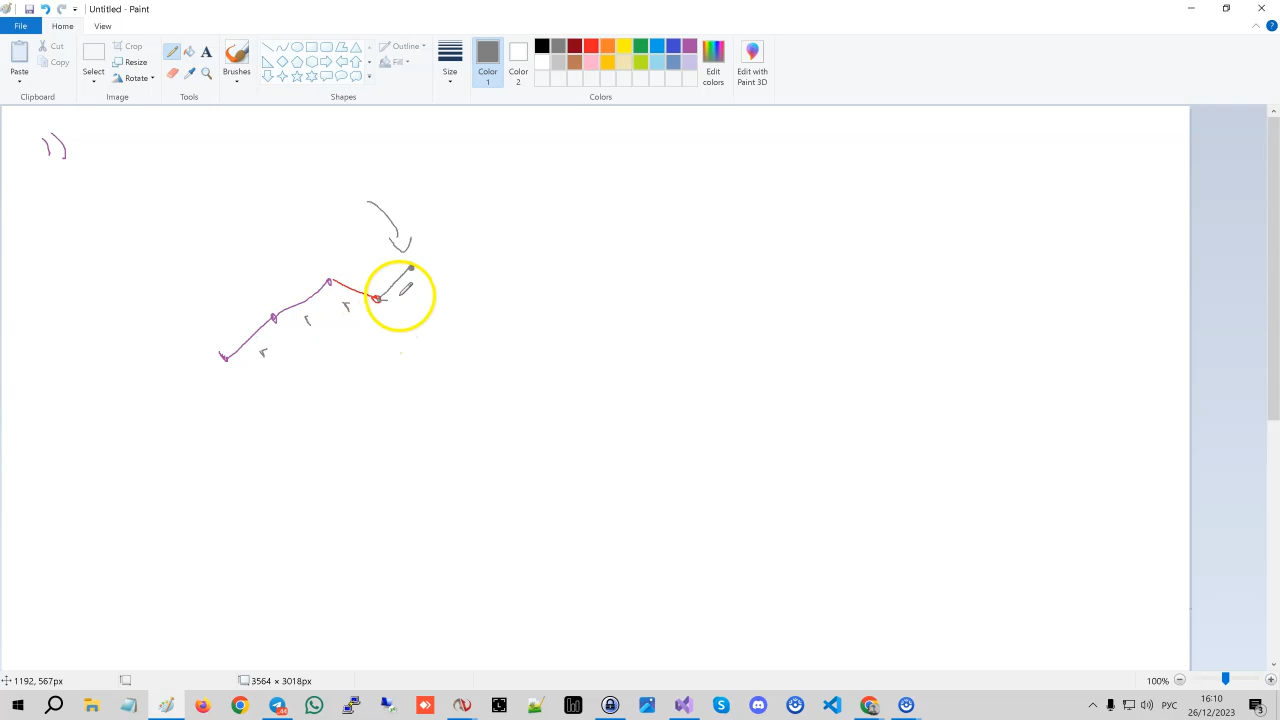 Untitled - Paint
File
Home
View
Paste
Cut
Copy
Clipboard
Select
Crop
Resize
Rotate
Image
Tools
Brushes
Shapes
Outline
Fill
Size
Color
1
Color
2
Edit
colors
Edit with
Paint 3D
Colors
r
r
r
1192, 567px
3564 × 3018px
100%
44
РУС
16:10
26/12/2023
3